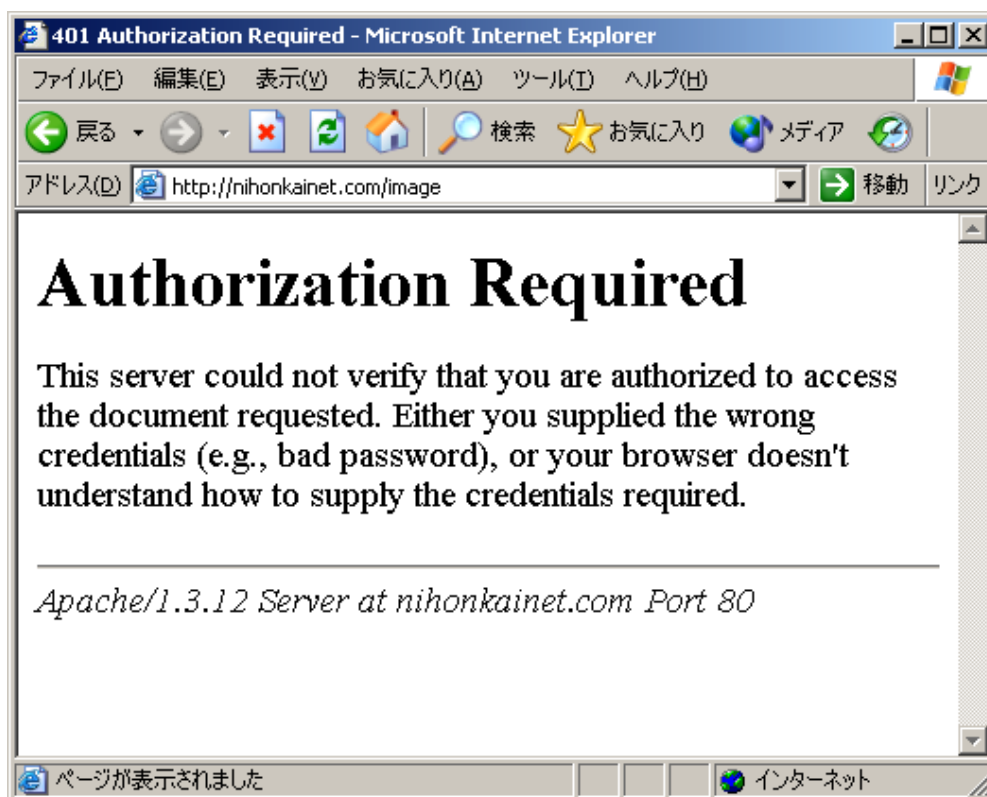 401 Authorization Required - Microsoft Internet Explorer
ファイル(F) 編集(E) 表示(V) お気に入り(A) ツール(T) ヘルプ(H)
戻る 検索 お気に入り メディア
アドレス(D) http://nihonkainet.com/image 移動 リンク
Authorization Required
This server could not verify that you are authorized to access
the document requested. Either you supplied the wrong
credentials (e.g., bad password), or your browser doesn't
understand how to supply the credentials required.
Apache/1.3.12 Server at nihonkainet.com Port 80
ページが表示されました インターネット